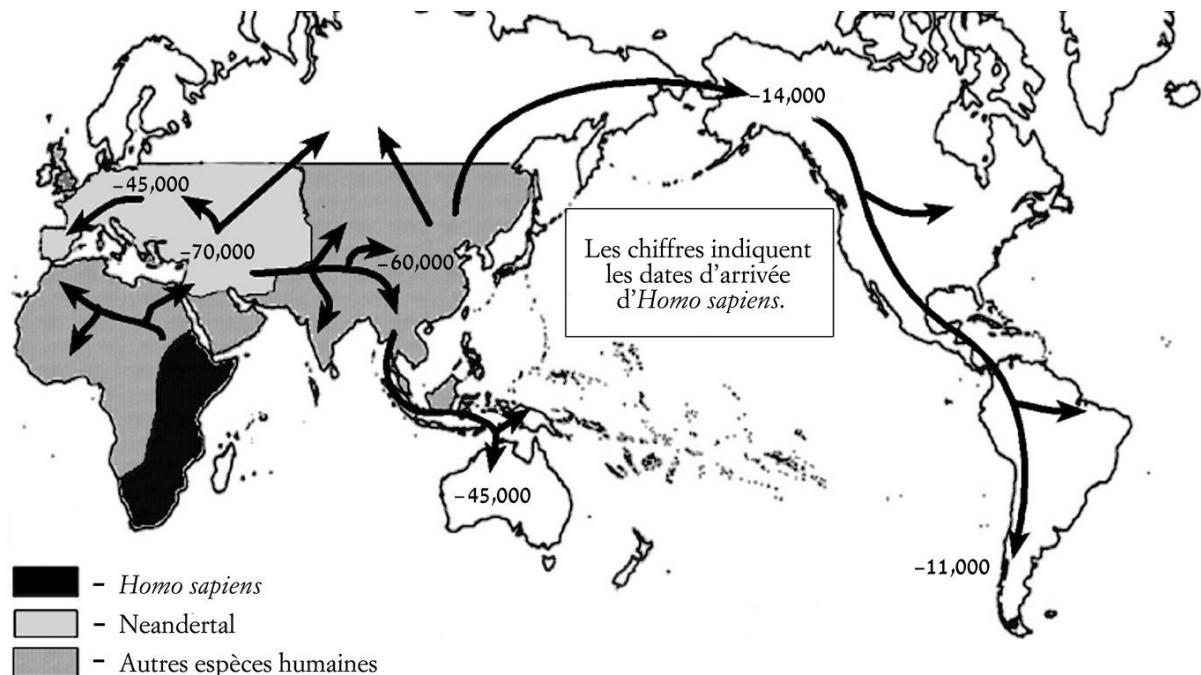 -14,000
-45,000
-70,000
-60,000
Les chiffres indiquent
les dates d'arrivée
d'Homo sapiens.
-45,000
-11,000
- Homo sapiens
- Neandertal
- Autres espèces humaines